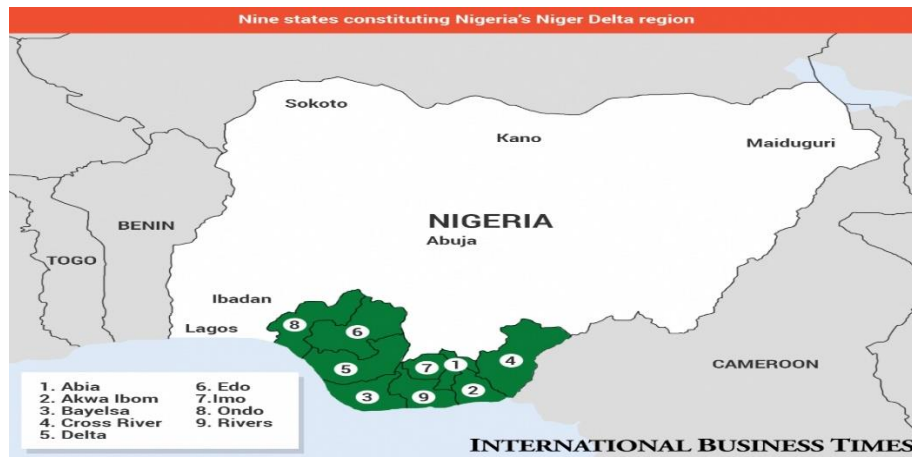 Nine states constituting Nigeria's Niger Delta region
Sokoto
Kano
Maiduguri
NIGERIA
Abuja
BENIN
TOGO
Ibadan
Lagos
8
6
5
7
1
4
3
9
2
CAMEROON
1. Abia
2. Akwa Ibom
3. Bayelsa
4. Cross River
5. Delta
6. Edo
7.Imo
8. Ondo
9. Rivers
INTERNATIONAL BUSINESS TIMES